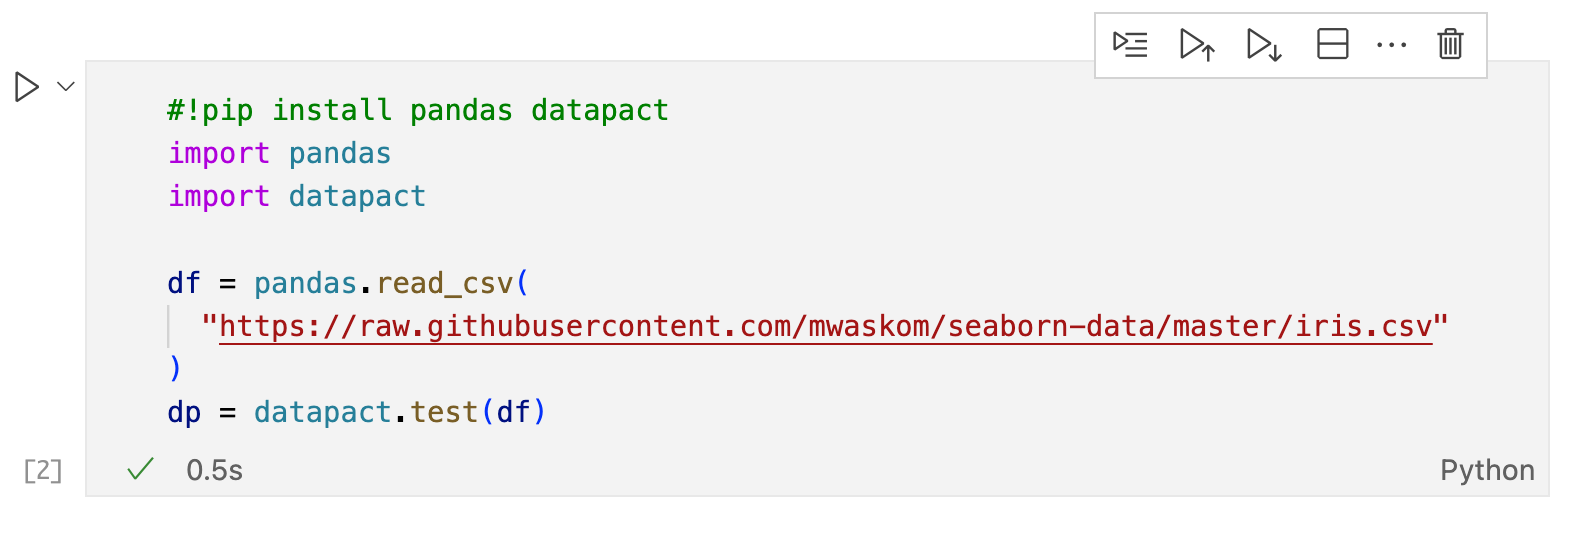 #!pip install pandas datapact
import pandas
import datapact

df = pandas.read_csv(
  "https://raw.githubusercontent.com/mwaskom/seaborn-data/master/iris.csv"
)
dp = datapact.test(df)
[2] 0.5s Python